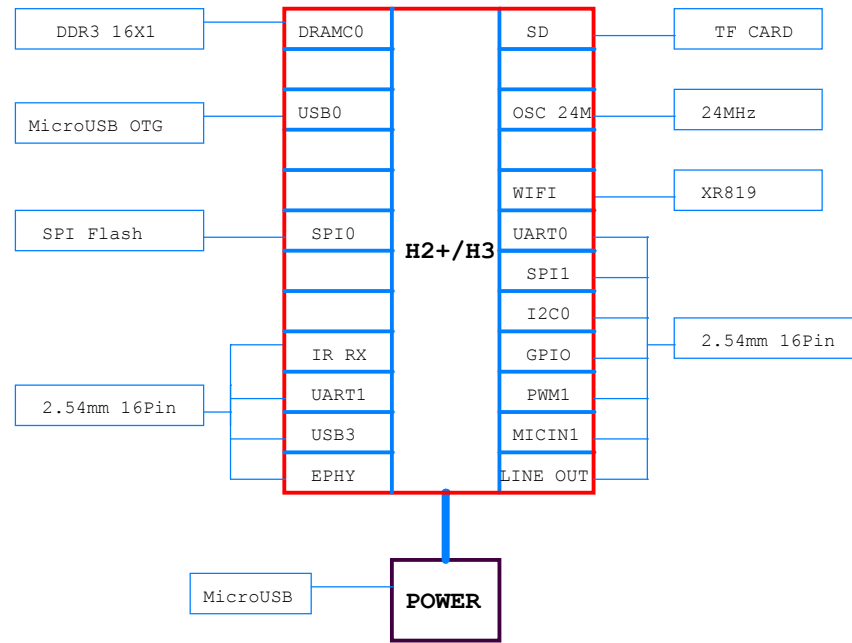 DDR3 16X1
DRAMC0
SD
TF CARD
MicroUSB OTG
USB0
OSC 24M
24MHz
WIFI
XR819
SPI Flash
SPI0
H2+/H3
UART0
SPI1
I2C0
IR RX
GPIO
2.54mm 16Pin
2.54mm 16Pin
UART1
PWM1
USB3
MICIN1
EPHY
LINE OUT
MicroUSB
POWER